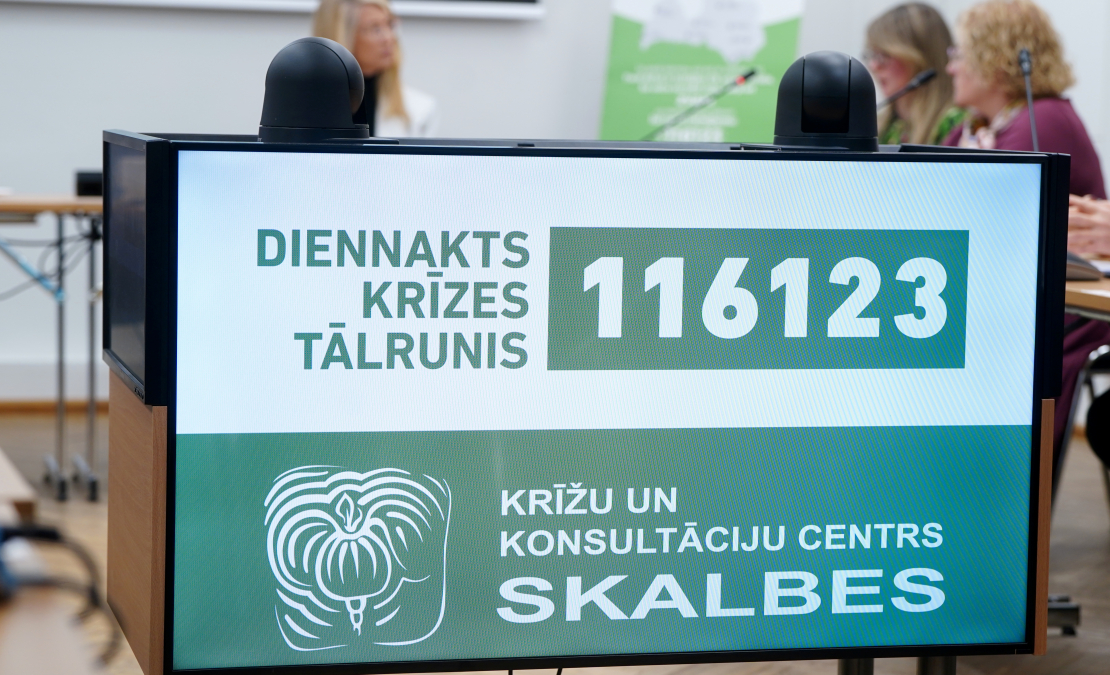 DIENNAKTS
KRĪZES
TĀLRUNIS
116123
KRĪŽU UN
KONSULTĀCIJU CENTRS
SKALBES